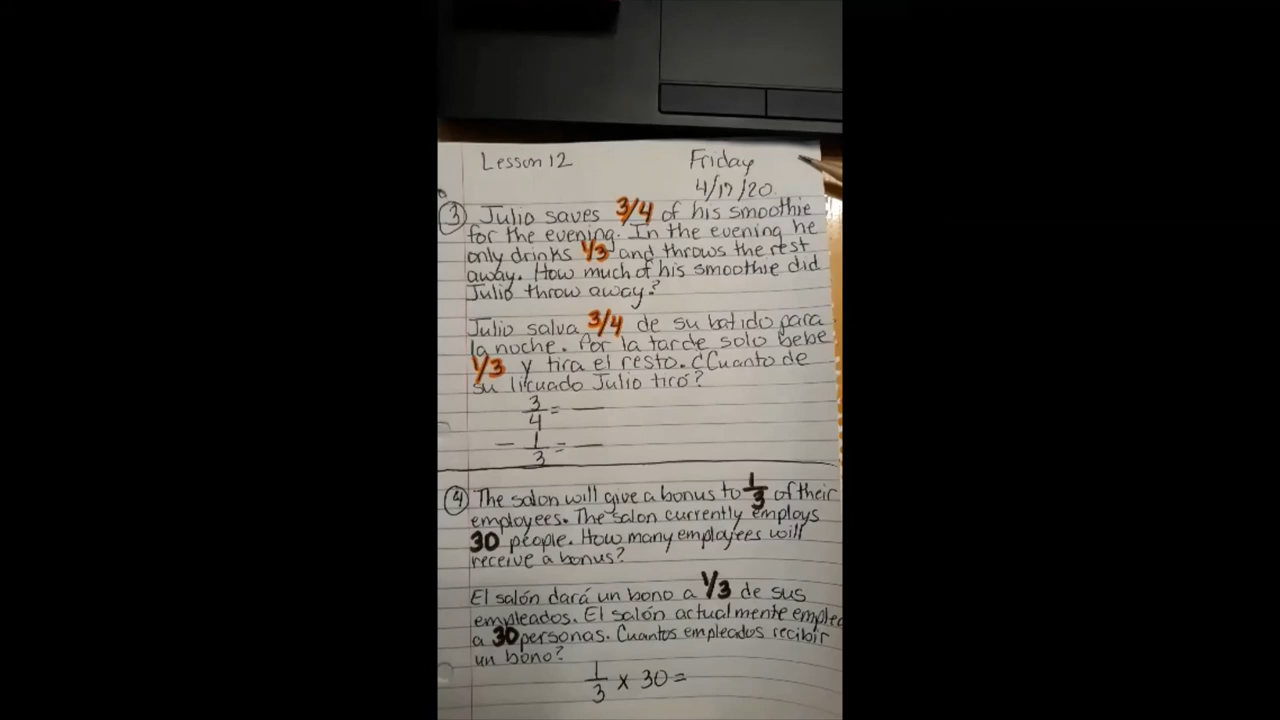 Lesson 12
Friday
4/17/20
3 Julio saves 3/4 of his smoothie
for the evening. In the evening he
only drinks 1/3 and throws the rest
away. How much of his smoothie did
Julio throw away?
Julio salva 3/4 de su batido para
la noche. Por la tarde solo bebe
1/3 y tira el resto. ¿Cuanto de
su licuado Julio tiró?
3/4 = —
- 1/3 = —
4 The salon will give a bonus to 1/3 of their
employees. The salon currently employs
30 people. How many employees will
receive a bonus?
El salón dará un bono a 1/3 de sus
empleados. El salón actualmente emplea
a 30 personas. Cuantos empleados recibir
un bono?
1/3 x 30 =